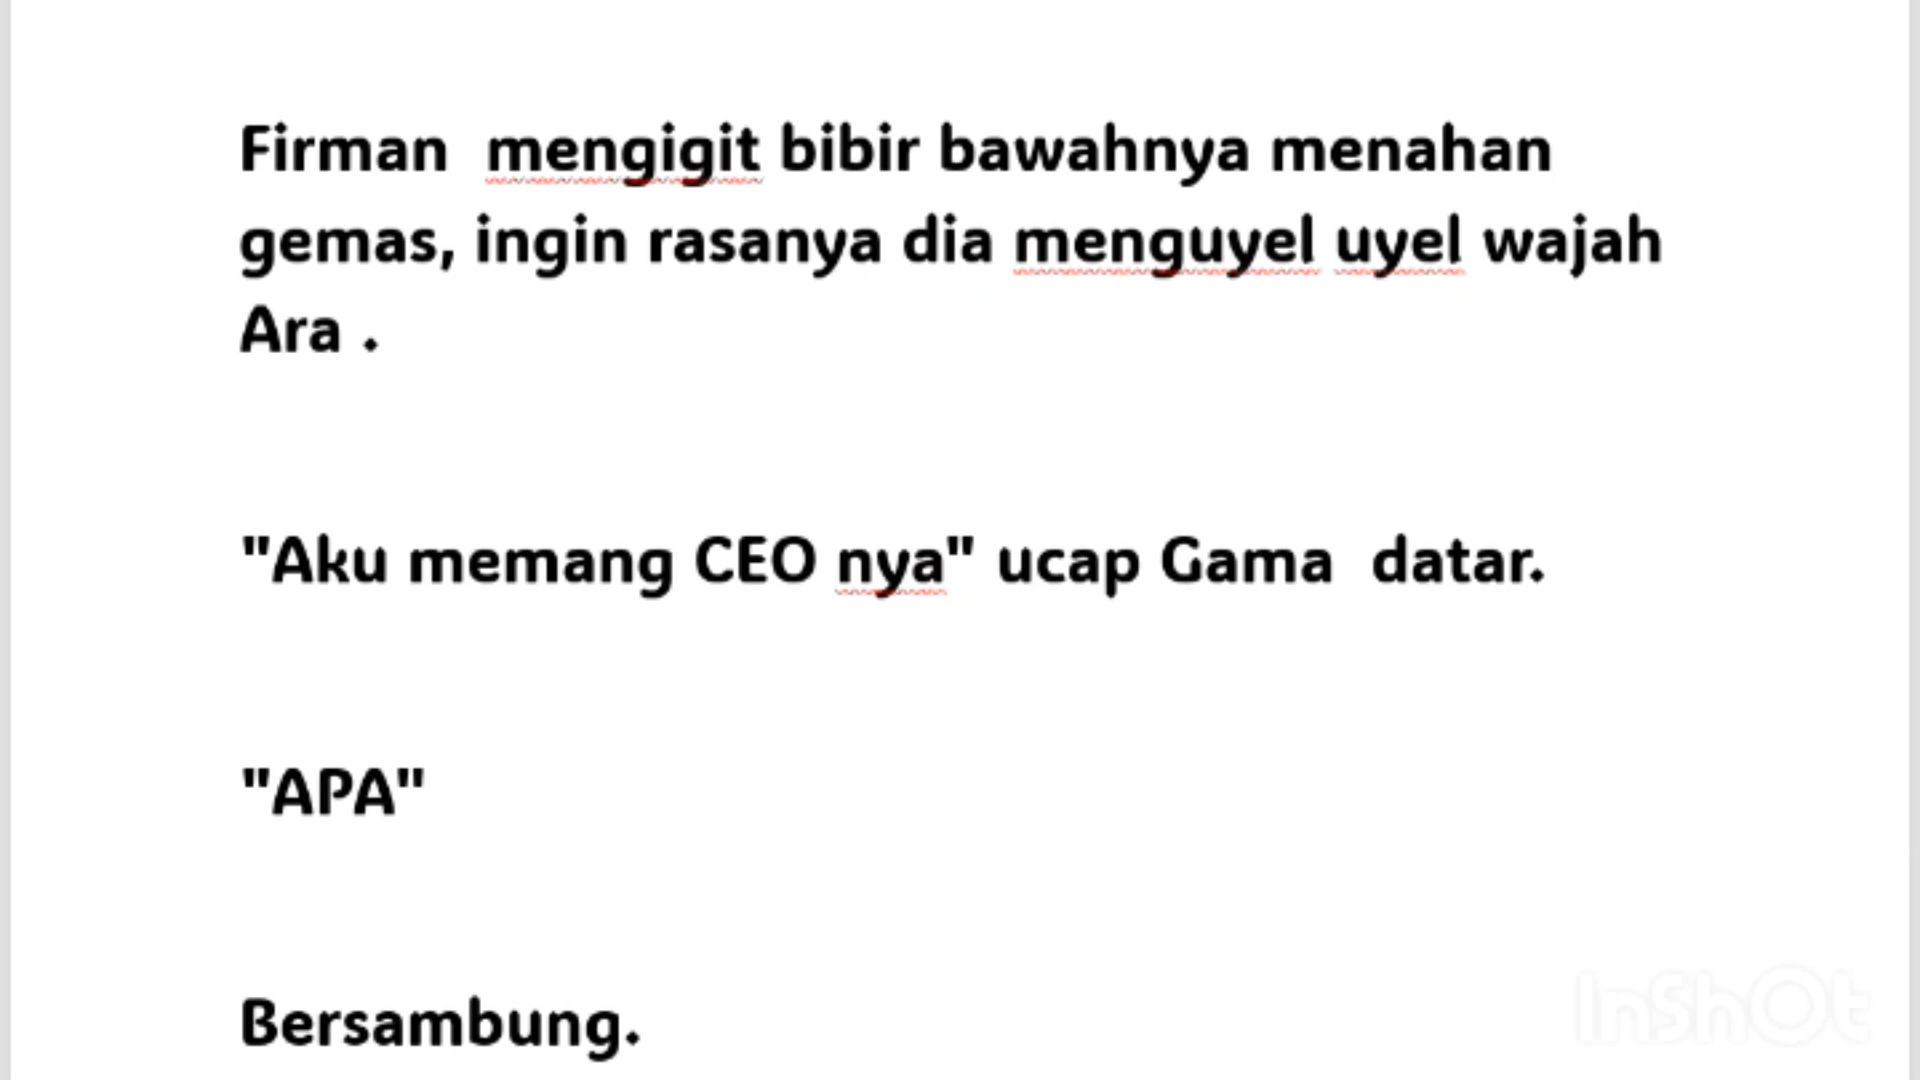 Firman  mengigit bibir bawahnya menahan
gemas, ingin rasanya dia menguyel uyel wajah
Ara .
"Aku memang CEO nya" ucap Gama  datar.
"APA"
Bersambung.
InShOt